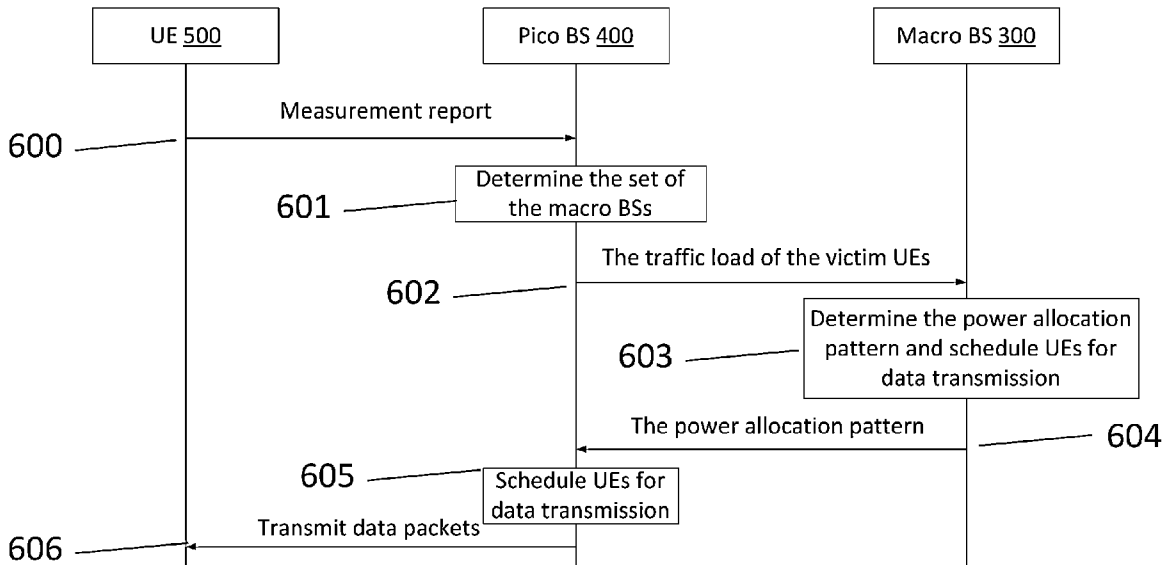 UE 500
Pico BS 400
Macro BS 300
Measurement report
600
Determine the set of
the macro BSs
601
The traffic load of the victim UEs
602
Determine the power allocation
pattern and schedule UEs for
data transmission
603
The power allocation pattern
604
605
Schedule UEs for
data transmission
Transmit data packets
606